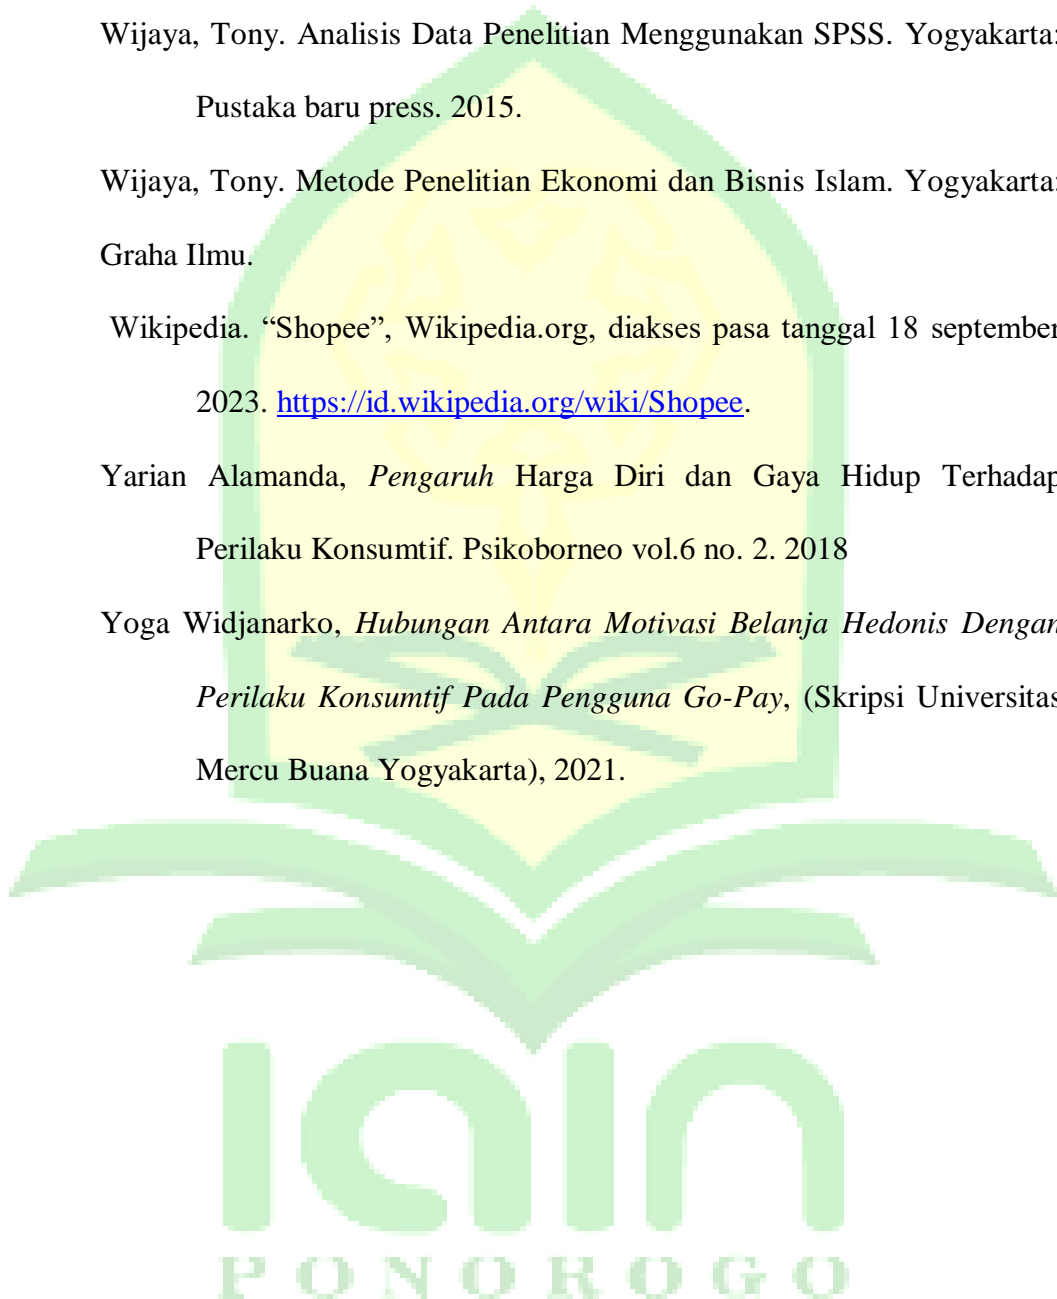 Wijaya, Tony. Analisis Data Penelitian Menggunakan SPSS. Yogyakarta:
Pustaka baru press. 2015.
Wijaya, Tony. Metode Penelitian Ekonomi dan Bisnis Islam. Yogyakarta:
Graha Ilmu.
Wikipedia. “Shopee”, Wikipedia.org, diakses pasa tanggal 18 september
2023. https://id.wikipedia.org/wiki/Shopee.
Yarian Alamanda, Pengaruh Harga Diri dan Gaya Hidup Terhadap
Perilaku Konsumtif. Psikoborneo vol.6 no. 2. 2018
Yoga Widjanarko, Hubungan Antara Motivasi Belanja Hedonis Dengan
Perilaku Konsumtif Pada Pengguna Go-Pay, (Skripsi Universitas
Mercu Buana Yogyakarta), 2021.
iain
PONOROGO